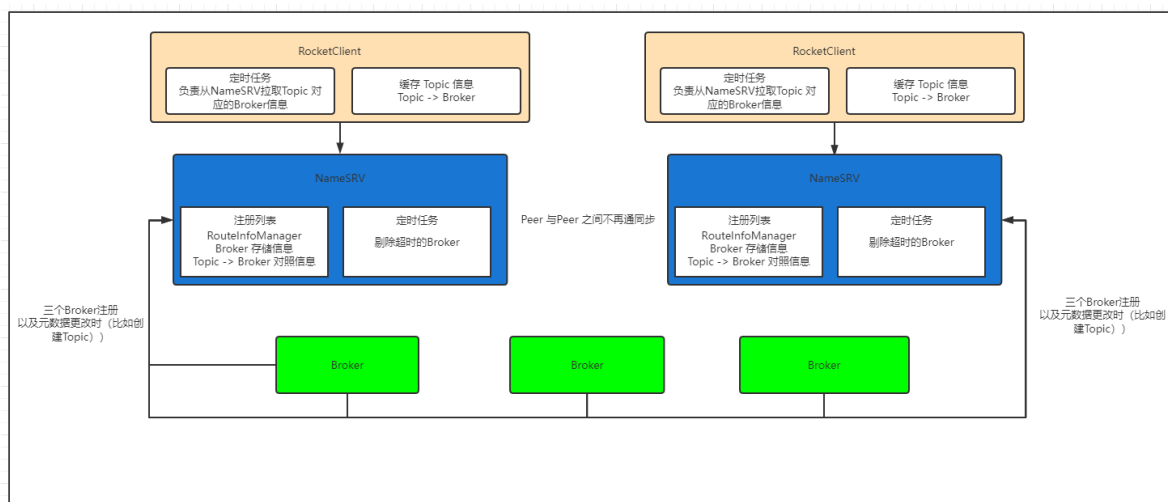 RocketClient
定时任务
负责从NameSRV拉取Topic 对
应的Broker信息
缓存 Topic 信息
Topic -> Broker
RocketClient
定时任务
负责从NameSRV拉取Topic 对
应的Broker信息
缓存 Topic 信息
Topic -> Broker
NameSRV
注册列表
RouteInfoManager
Broker 存储信息
Topic -> Broker 对照信息
定时任务
剔除超时的Broker
Peer 与Peer 之间不再通同步
NameSRV
注册列表
RouteInfoManager
Broker 存储信息
Topic -> Broker 对照信息
定时任务
剔除超时的Broker
三个Broker注册
以及元数据更改时（比如创
建Topic））
Broker
Broker
Broker
三个Broker注册
以及元数据更改时（比如创
建Topic））